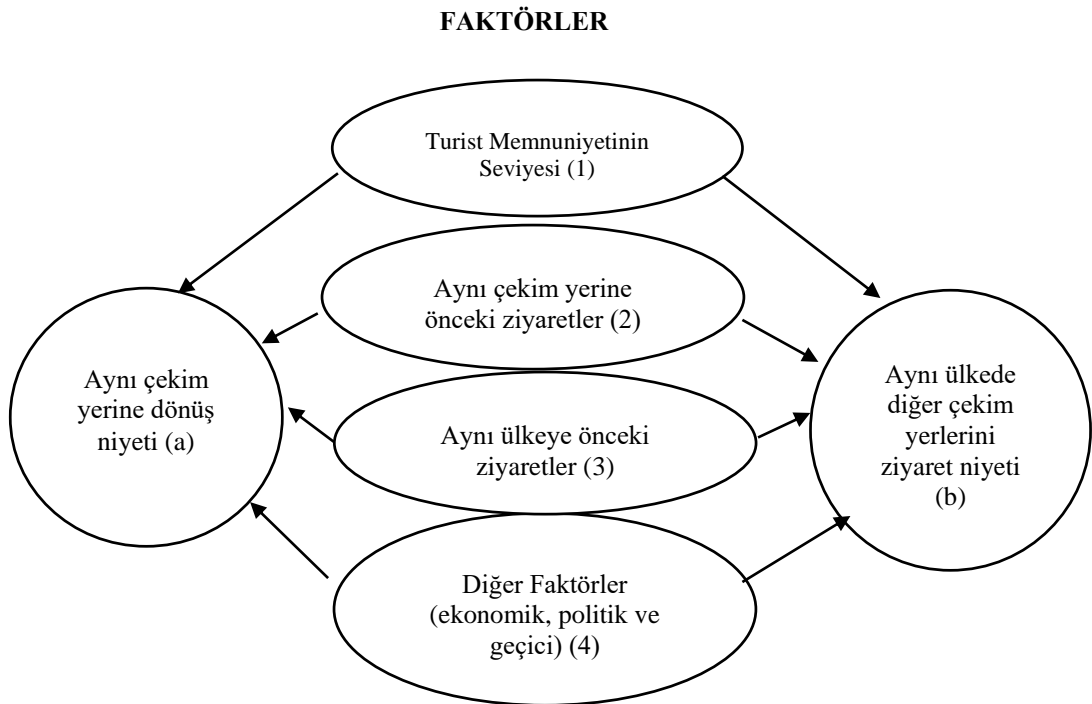 FAKTÖRLER
Turist Memnuniyetinin
Seviyesi (1)
Aynı çekim yerine
önceki ziyaretler (2)
Aynı çekim
yerine dönüş
niyeti (a)
Aynı ülkeye önceki
ziyaretler (3)
Aynı ülkede
diğer çekim
yerlerini
ziyaret niyeti
(b)
Diğer Faktörler
(ekonomik, politik ve
geçici) (4)